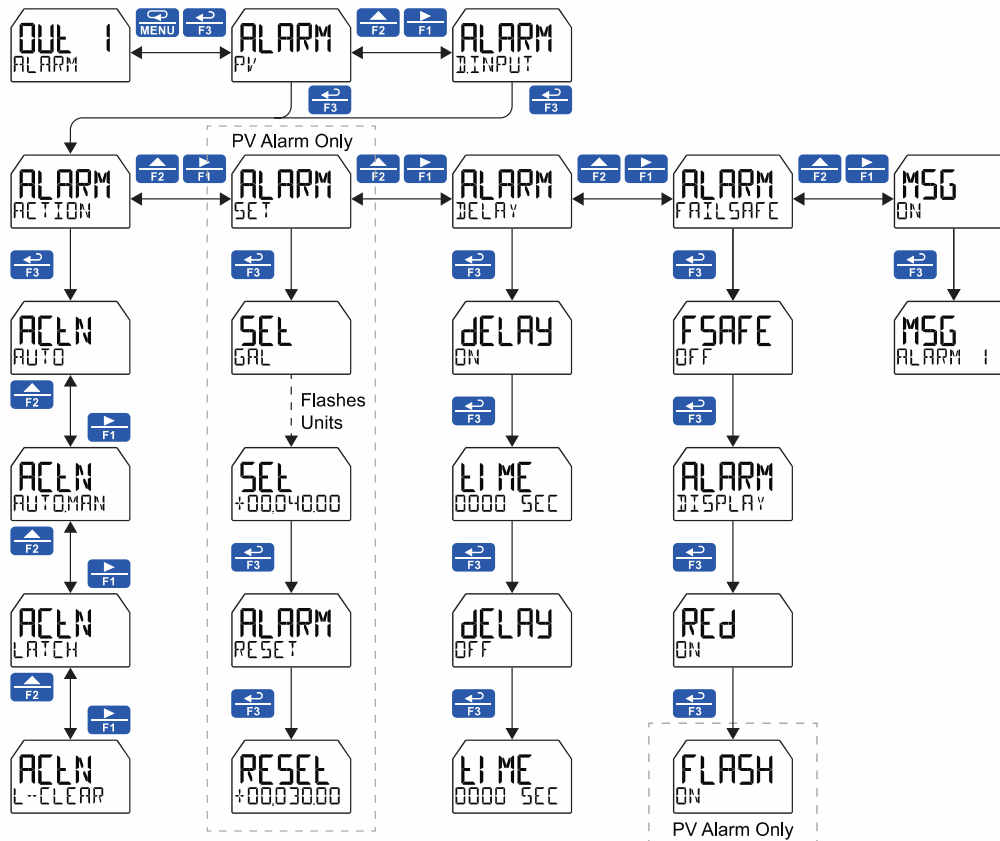 OUt 1
ALARM
MENU
F3
ALARM
PV
F2
F1
ALARM
D.INPUT
F3
F3
PV Alarm Only
ALARM
ACTION
F2
F1
ALARM
SET
F2
F1
ALARM
DELAY
F2
F1
ALARM
FAILSAFE
F2
F1
MSG
ON
F3
F3
F3
F3
F3
ACtN
AUTO
SEt
GAL
dELAY
ON
FSAFE
OFF
MSG
ALARM 1
F2
F1
Flashes
Units
F3
F3
ACtN
AUTO,MAN
SEt
+00,040.00
tIME
0000 SEC
ALARM
DISPLAY
F2
F1
F3
F3
F3
ACtN
LATCH
ALARM
RESET
dELAY
OFF
REd
ON
F2
F1
F3
F3
F3
ACtN
L--CLEAR
RESEt
+00,030.00
tIME
0000 SEC
FLASH
ON
PV Alarm Only